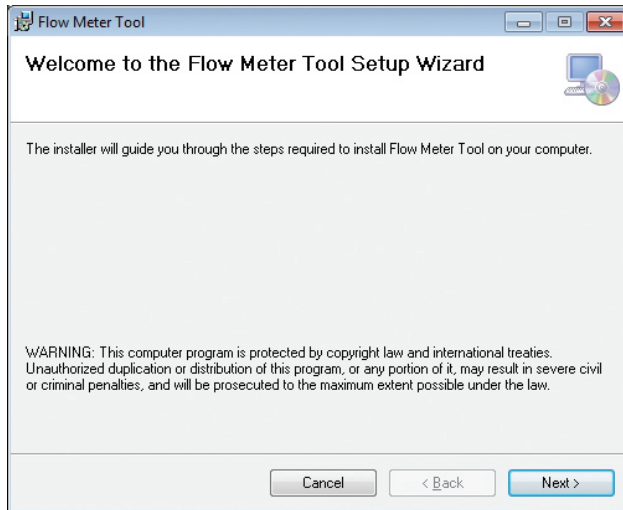 Flow Meter Tool
Welcome to the Flow Meter Tool Setup Wizard
The installer will guide you through the steps required to install Flow Meter Tool on your computer.
WARNING: This computer program is protected by copyright law and international treaties.
Unauthorized duplication or distribution of this program, or any portion of it, may result in severe civil
or criminal penalties, and will be prosecuted to the maximum extent possible under the law.
Cancel < Back Next >